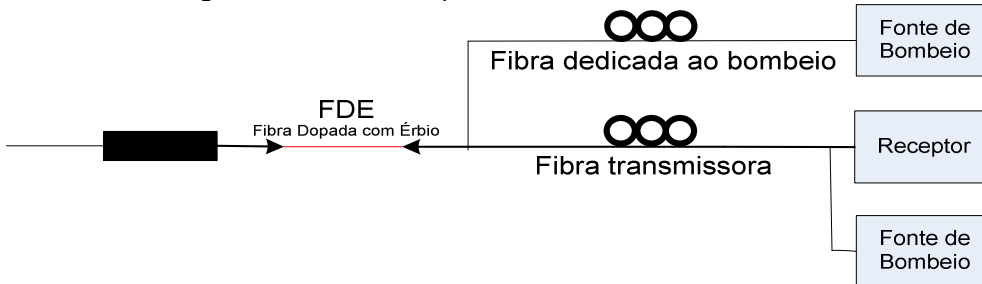 Fonte de
Bombeio
Fibra dedicada ao bombeio
FDE
Fibra Dopada com Érbio
Receptor
Fibra transmissora
Fonte de
Bombeio